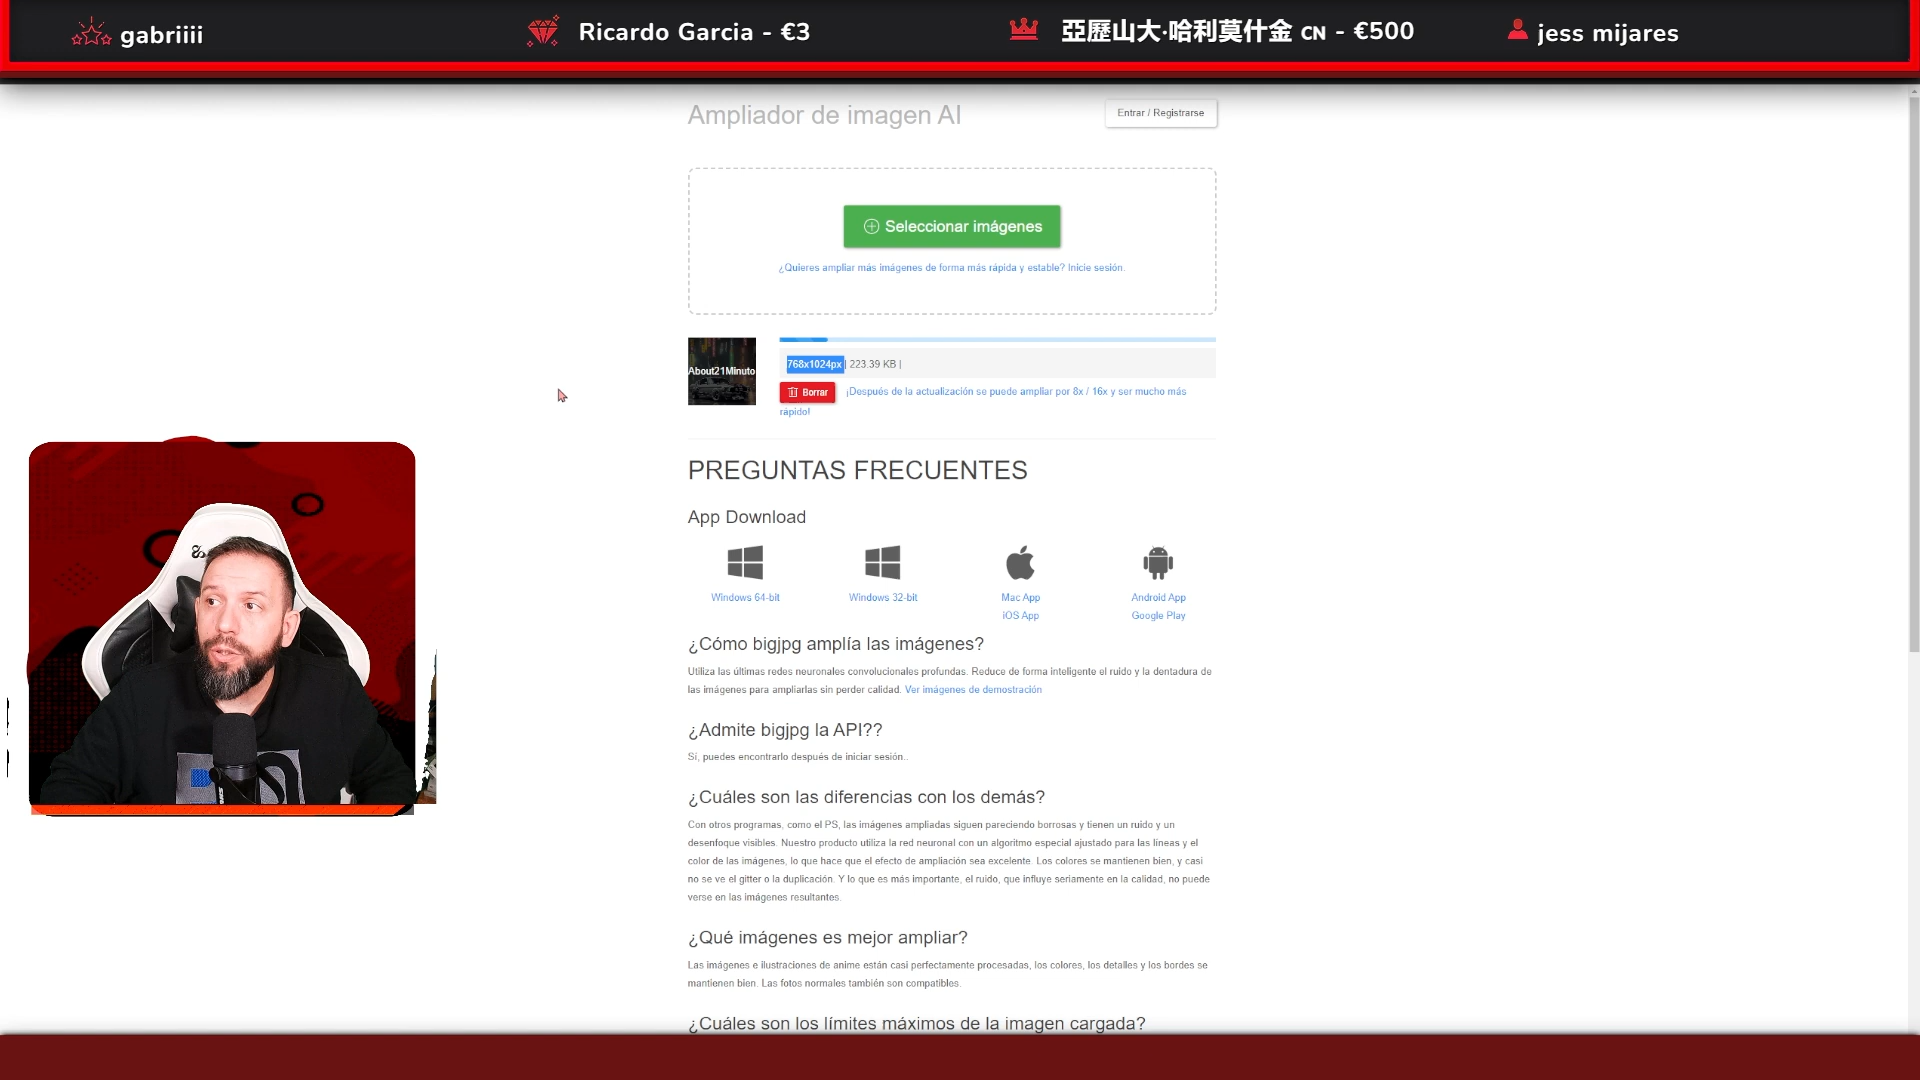 gabriiii
Ricardo Garcia - €3
亞歷山大·哈利莫什金 CN - €500
jess mijares
Ampliador de imagen AI
Entrar / Registrarse
Seleccionar imágenes
¿Quieres ampliar más imágenes de forma más rápida y estable? Inicie sesión.
About21Minuto
768x1024px | 223.39 KB |
Borrar
¡Después de la actualización se puede ampliar por 8x / 16x y ser mucho más
rápido!
PREGUNTAS FRECUENTES
App Download
Windows 64-bit
Windows 32-bit
Mac App
iOS App
Android App
Google Play
¿Cómo bigjpg amplía las imágenes?
Utiliza las últimas redes neuronales convolucionales profundas. Reduce de forma inteligente el ruido y la dentadura de
las imágenes para ampliarlas sin perder calidad. Ver imágenes de demostración
¿Admite bigjpg la API??
Sí, puedes encontrarlo después de iniciar sesión..
¿Cuáles son las diferencias con los demás?
Con otros programas, como el PS, las imágenes ampliadas siguen pareciendo borrosas y tienen un ruido y un
desenfoque visibles. Nuestro producto utiliza la red neuronal con un algoritmo especial ajustado para las líneas y el
color de las imágenes, lo que hace que el efecto de ampliación sea excelente. Los colores se mantienen bien, y casi
no se ve el gitter o la duplicación. Y lo que es más importante, el ruido, que influye seriamente en la calidad, no puede
verse en las imágenes resultantes.
¿Qué imágenes es mejor ampliar?
Las imágenes e ilustraciones de anime están casi perfectamente procesadas, los colores, los detalles y los bordes se
mantienen bien. Las fotos normales también son compatibles.
¿Cuáles son los límites máximos de la imagen cargada?